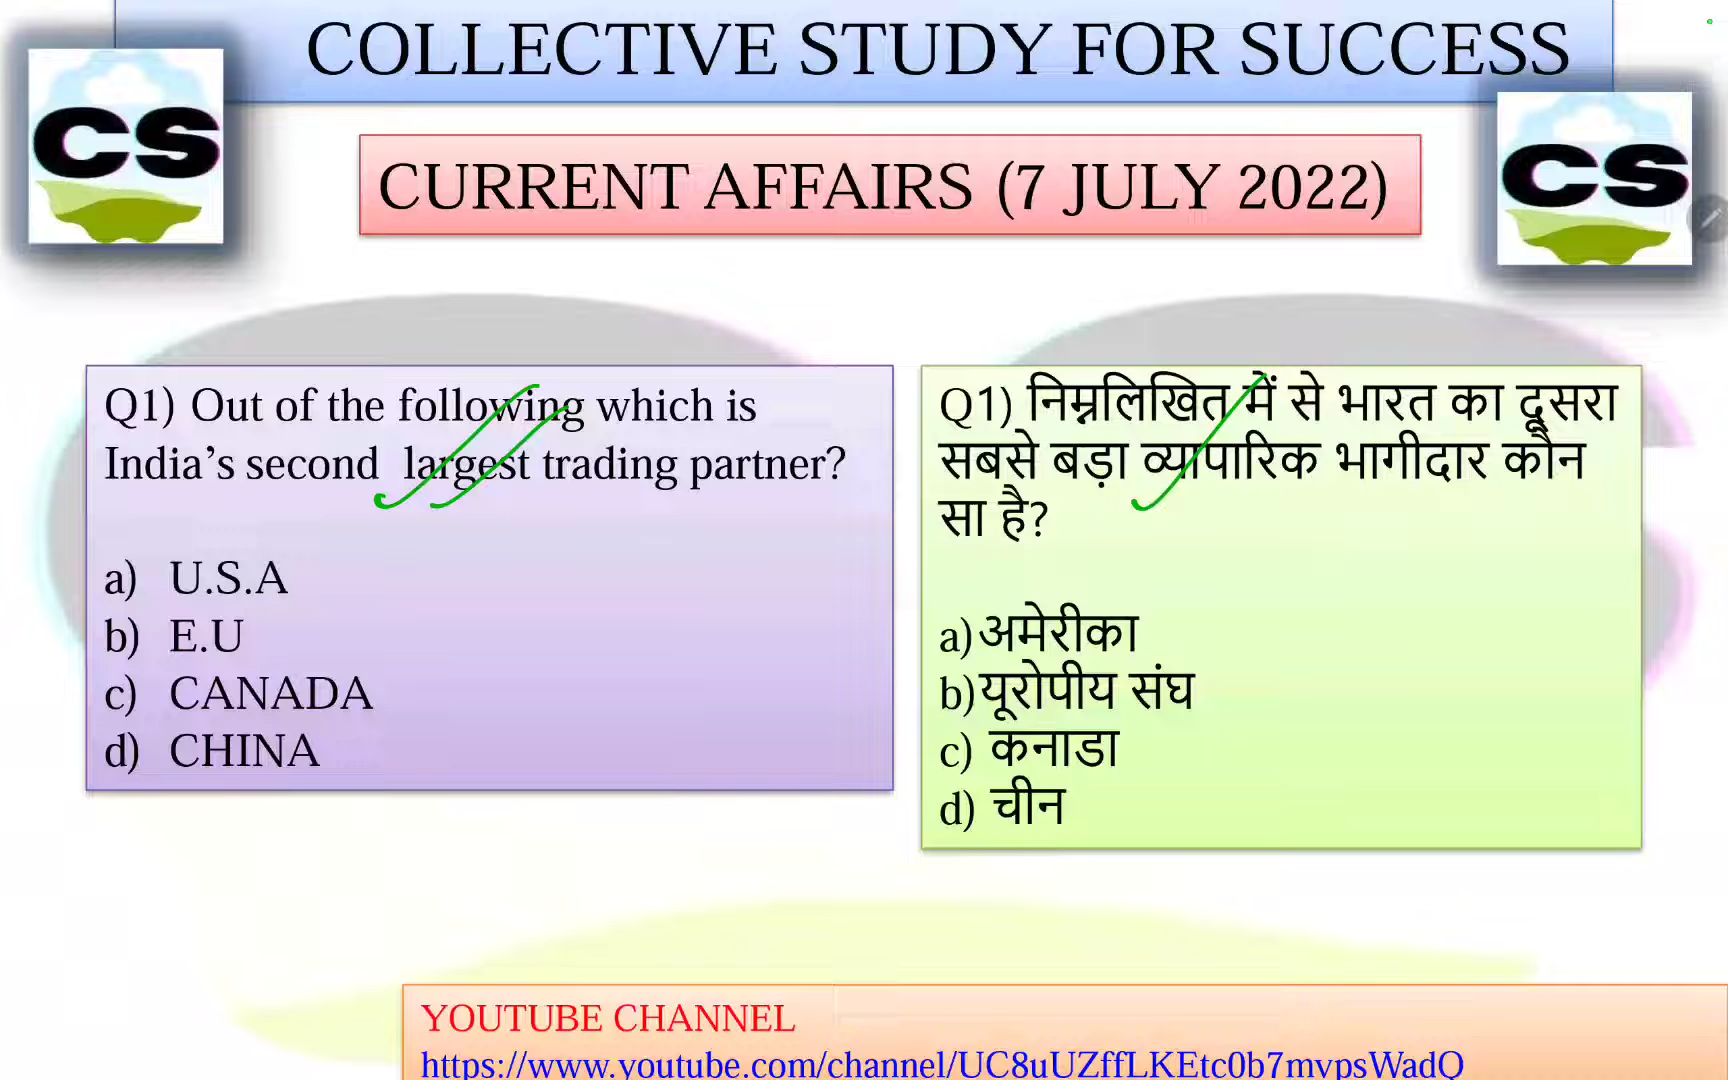 COLLECTIVE STUDY FOR SUCCESS
CS
CS
CURRENT AFFAIRS (7 JULY 2022)
Q1) Out of the following which is
India’s second largest trading partner?
a) U.S.A
b) E.U
c) CANADA
d) CHINA
Q1) निम्नलिखित में से भारत का दूसरा
सबसे बड़ा व्यापारिक भागीदार कौन
सा है?
a)अमेरीका
b)यूरोपीय संघ
c) कनाडा
d) चीन
YOUTUBE CHANNEL
https://www.youtube.com/channel/UC8uUZffLKEtc0b7mvpsWadQ